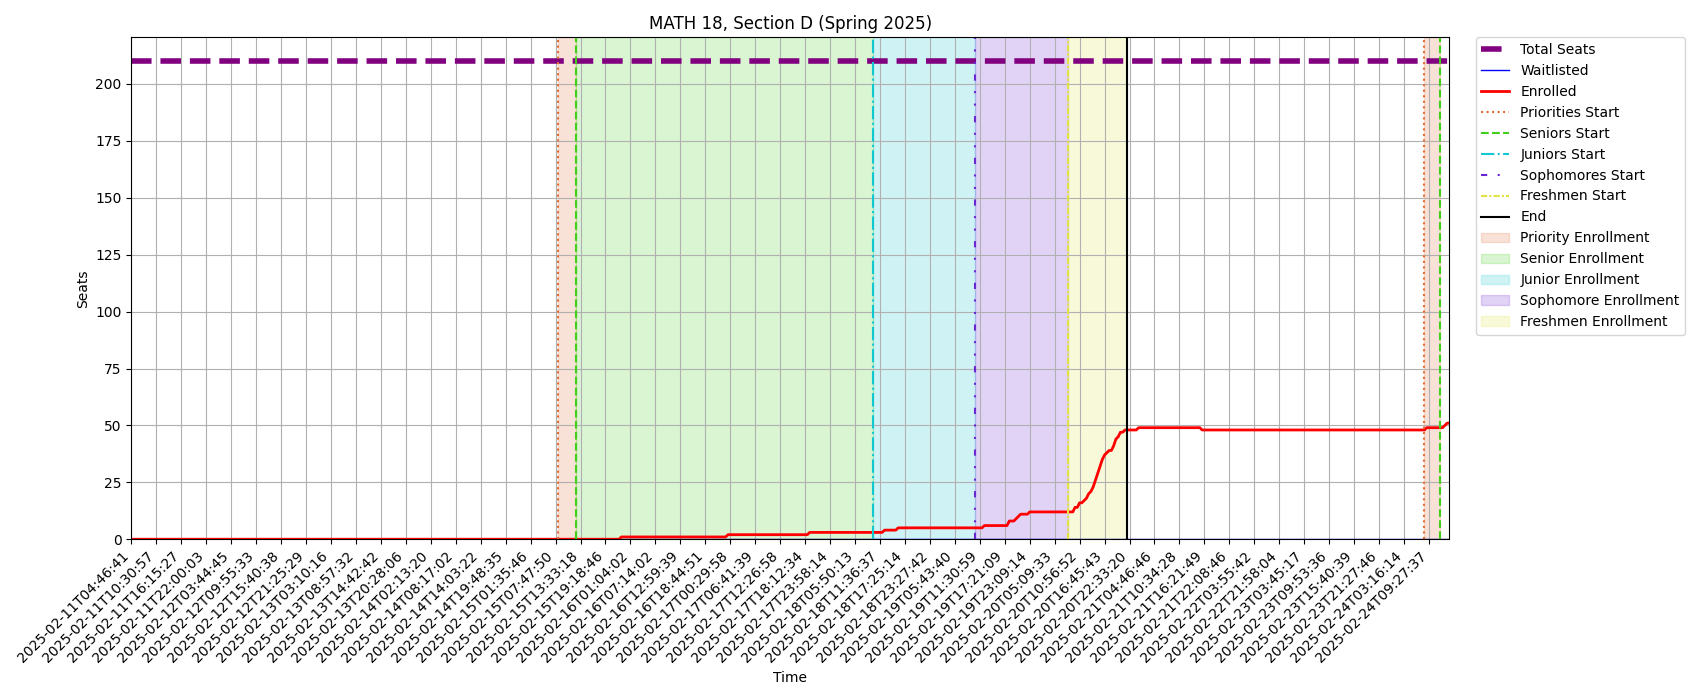 MATH 18, Section D (Spring 2025)
Total Seats
Waitlisted
Enrolled
Priorities Start
Seniors Start
Juniors Start
Sophomores Start
Freshmen Start
End
Priority Enrollment
Senior Enrollment
Junior Enrollment
Sophomore Enrollment
Freshmen Enrollment
Seats
200
175
150
125
100
75
50
25
0
2025-02-11T04:46:41
2025-02-11T10:30:57
2025-02-11T16:15:27
2025-02-11T22:00:03
2025-02-12T03:44:45
2025-02-12T09:55:33
2025-02-12T15:40:38
2025-02-12T21:25:29
2025-02-13T03:10:16
2025-02-13T08:57:32
2025-02-13T14:42:42
2025-02-13T20:28:06
2025-02-14T02:13:20
2025-02-14T08:17:02
2025-02-14T14:03:22
2025-02-14T19:48:35
2025-02-15T01:35:46
2025-02-15T07:47:50
2025-02-15T13:33:18
2025-02-15T19:18:46
2025-02-16T01:04:02
2025-02-16T07:14:02
2025-02-16T12:59:39
2025-02-16T18:44:51
2025-02-17T00:29:58
2025-02-17T06:41:39
2025-02-17T12:26:58
2025-02-17T18:12:34
2025-02-17T23:58:14
2025-02-18T05:50:13
2025-02-18T11:36:37
2025-02-18T17:25:14
2025-02-18T23:27:42
2025-02-19T05:43:40
2025-02-19T11:30:59
2025-02-19T17:21:09
2025-02-19T23:09:14
2025-02-20T05:09:33
2025-02-20T10:56:52
2025-02-20T16:45:43
2025-02-20T22:33:20
2025-02-21T04:46:46
2025-02-21T10:34:28
2025-02-21T16:21:49
2025-02-21T22:08:46
2025-02-22T03:55:42
2025-02-22T21:58:04
2025-02-23T03:45:17
2025-02-23T09:53:36
2025-02-23T15:40:39
2025-02-23T21:27:46
2025-02-24T03:16:14
2025-02-24T09:27:37
Time